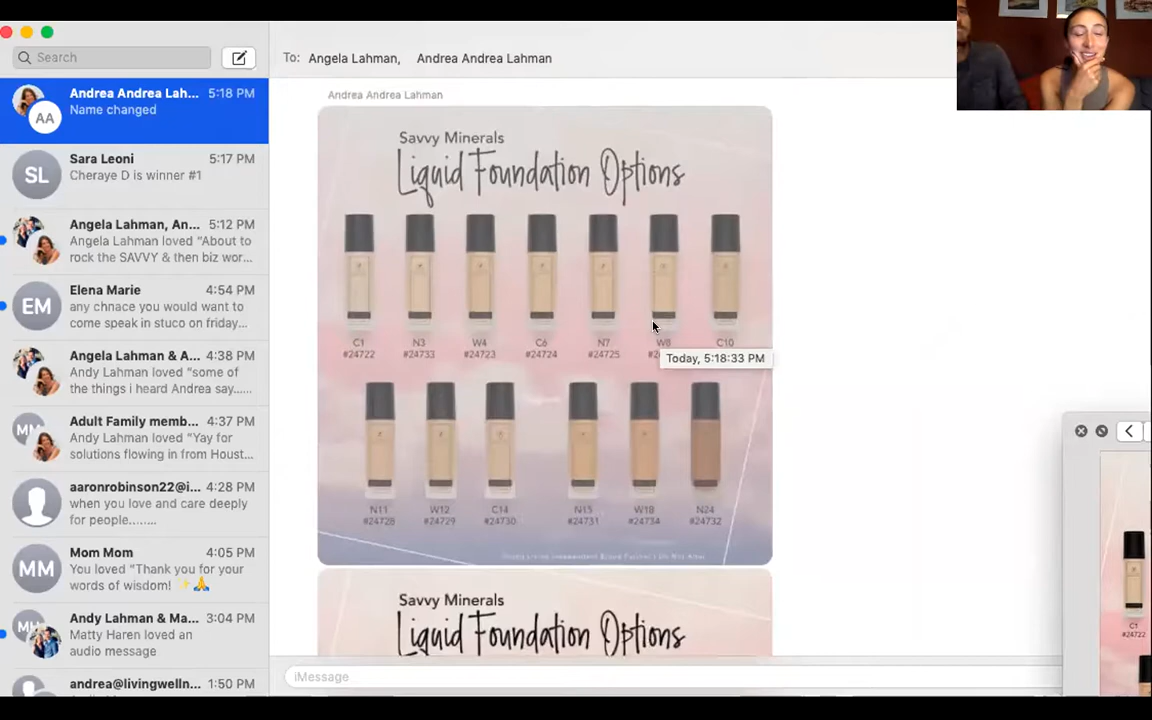 Search
Andrea Andrea Lah... 5:18 PM
Name changed
AA
Sara Leoni 5:17 PM
Cheraye D is winner #1
SL
Angela Lahman, An... 5:12 PM
Angela Lahman loved “About to
rock the SAVVY & then biz wor...
Elena Marie 4:54 PM
any chnace you would want to
come speak in stuco on friday...
EM
Angela Lahman & A... 4:38 PM
Andy Lahman loved “some of
the things i heard Andrea say.....
Adult Family memb... 4:37 PM
Andy Lahman loved “Yay for
solutions flowing in from Houst...
aaronrobinson22@i... 4:28 PM
when you love and care deeply
for people........
Mom Mom 4:05 PM
You loved “Thank you for your
words of wisdom! ✨🙏
MM
Andy Lahman & Ma... 3:04 PM
Matty Haren loved an
audio message
andrea@livingwelln... 1:50 PM
To: Angela Lahman, Andrea Andrea Lahman
Andrea Andrea Lahman
Savvy Minerals
Liquid Foundation Options
C1 N3 W4 C6 N7 W8 C10
#24722 #24733 #24723 #24724 #24725
Today, 5:18:33 PM
N11 W12 C14 N15 W18 N24
#24728 #24729 #24730 #24731 #24734 #24732
Savvy Minerals
Liquid Foundation Options
iMessage
C1
#24722